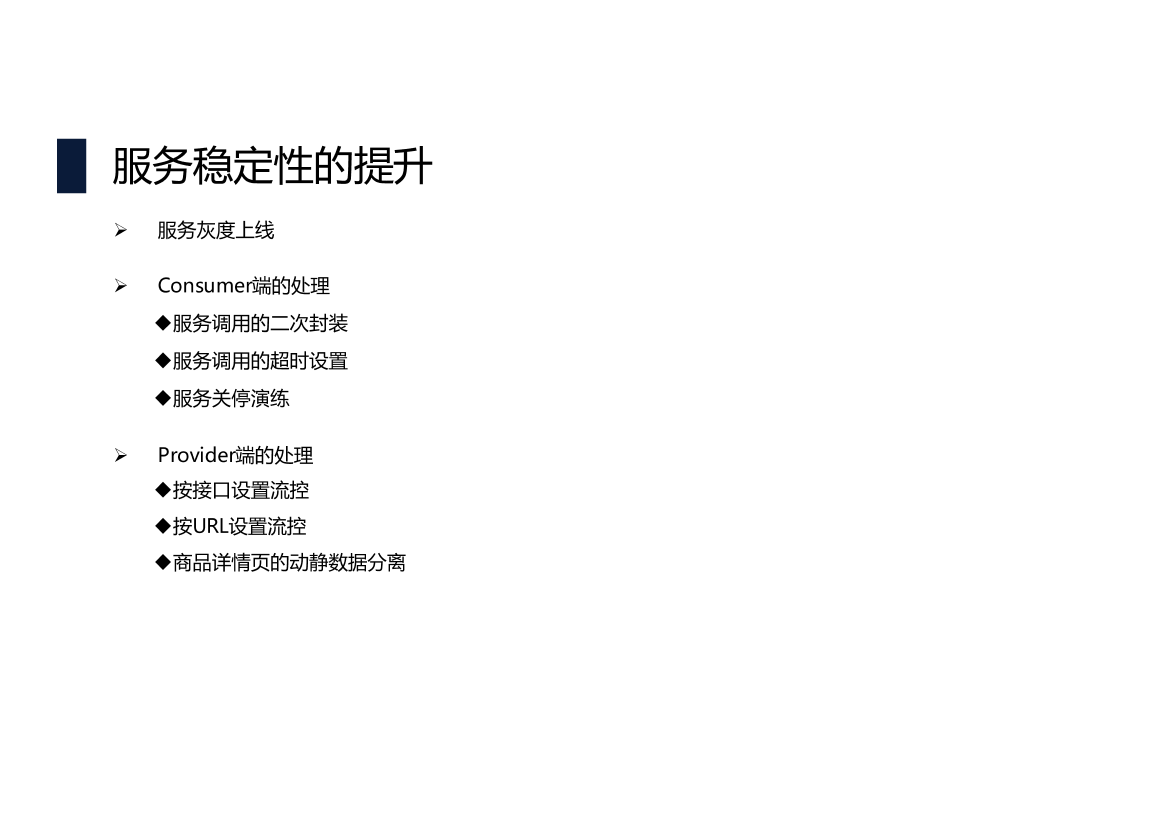 服务稳定性的提升
➢ 服务灰度上线
➢ Consumer端的处理
◆服务调用的二次封装
◆服务调用的超时设置
◆服务关停演练
➢ Provider端的处理
◆按接口设置流控
◆按URL设置流控
◆商品详情页的动静数据分离